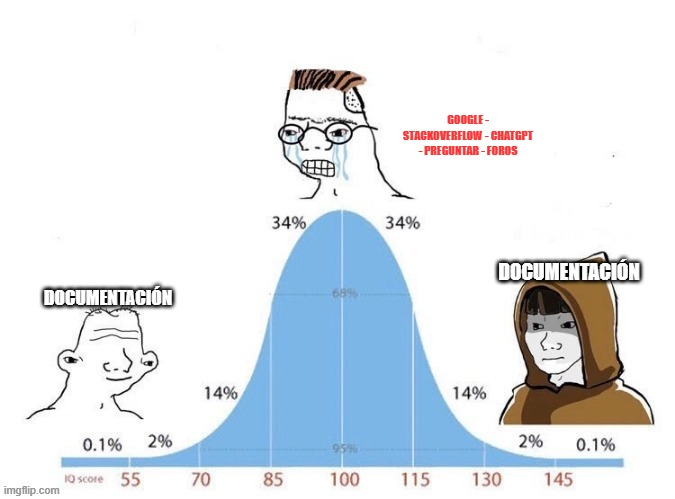 GOOGLE -
STACKOVERFLOW - CHATGPT
- PREGUNTAR - FOROS
34% 34%
DOCUMENTACIÓN
DOCUMENTACIÓN
68%
14% 14%
0.1% 2% 95% 2% 0.1%
IQ score 55 70 85 100 115 130 145
imgflip.com